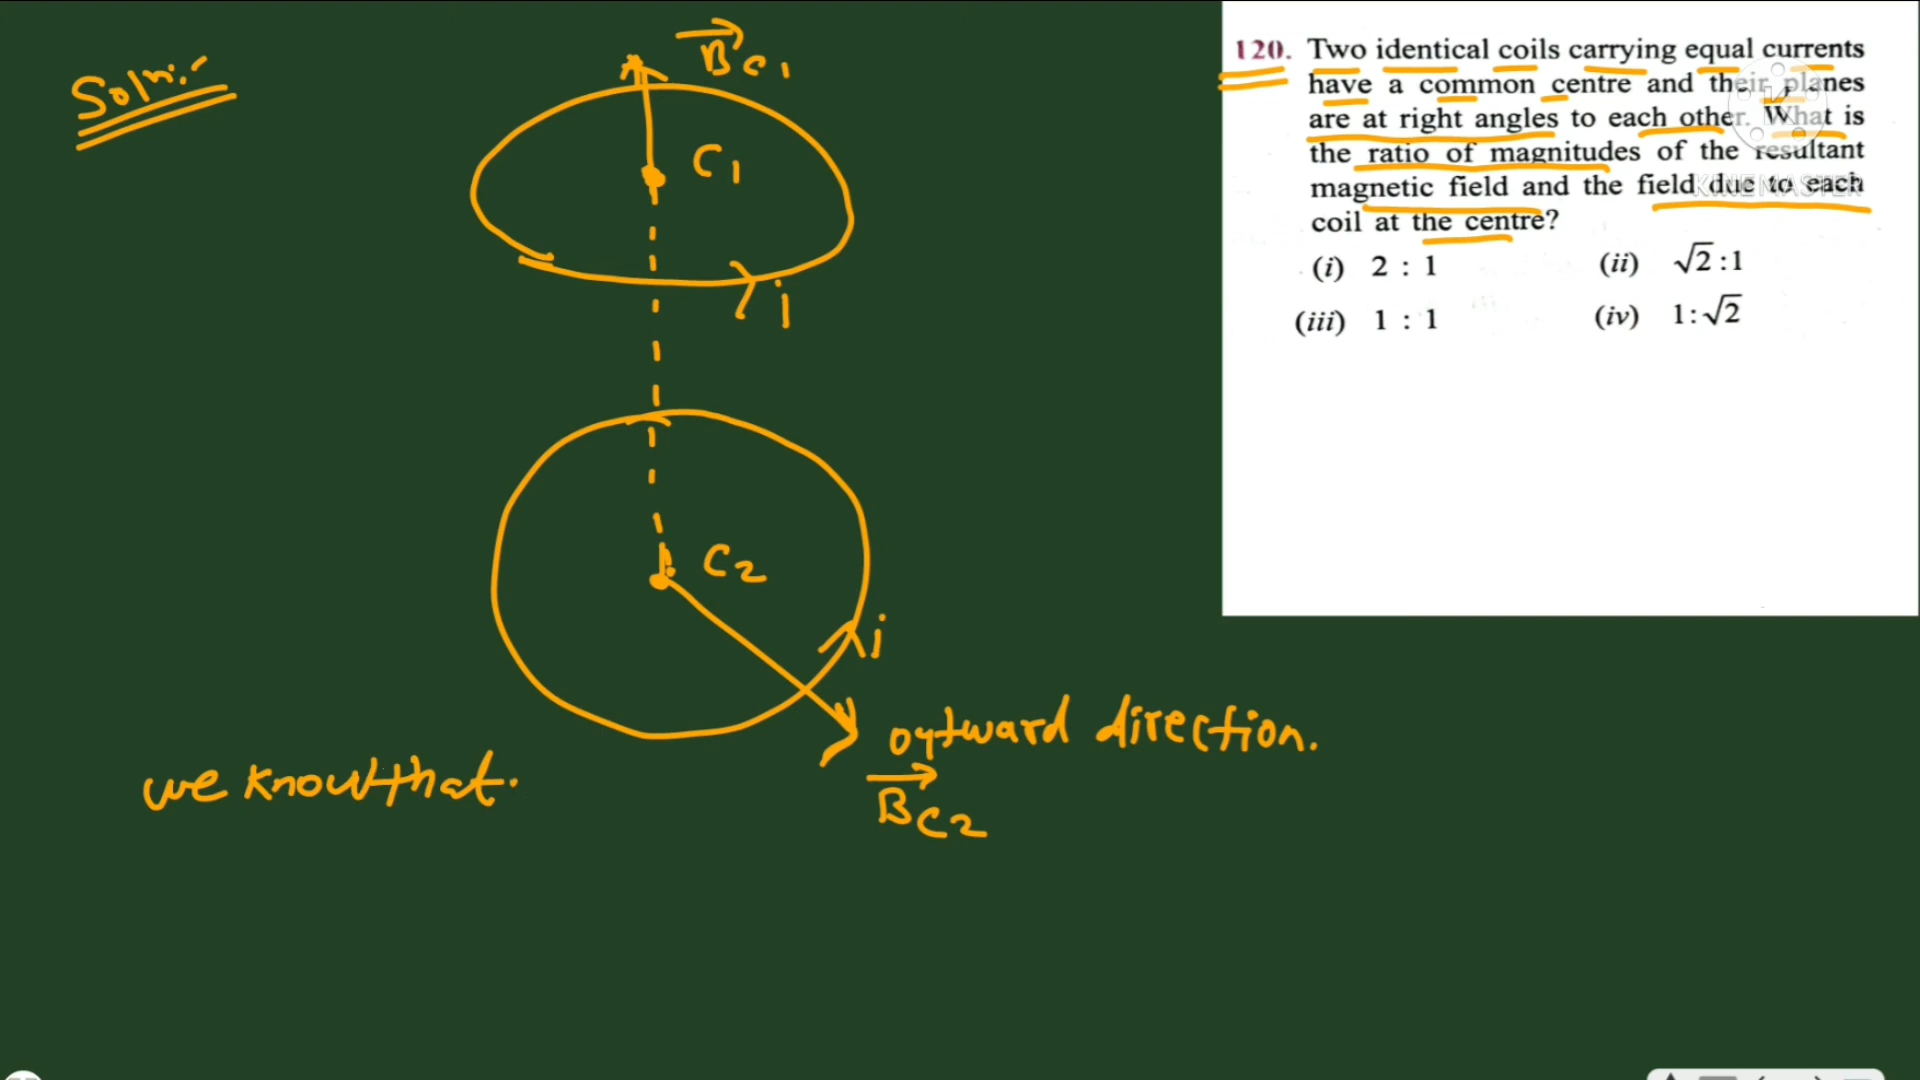 Soln:
B C1
C1
i
C2
i
outward direction.
B C2
we know that.
120. Two identical coils carrying equal currents
have a common centre and their planes
are at right angles to each other. What is
the ratio of magnitudes of the resultant
magnetic field and the field due to each
coil at the centre?
(i) 2 : 1 (ii) √2:1
(iii) 1 : 1 (iv) 1:√2
KINEMASTER